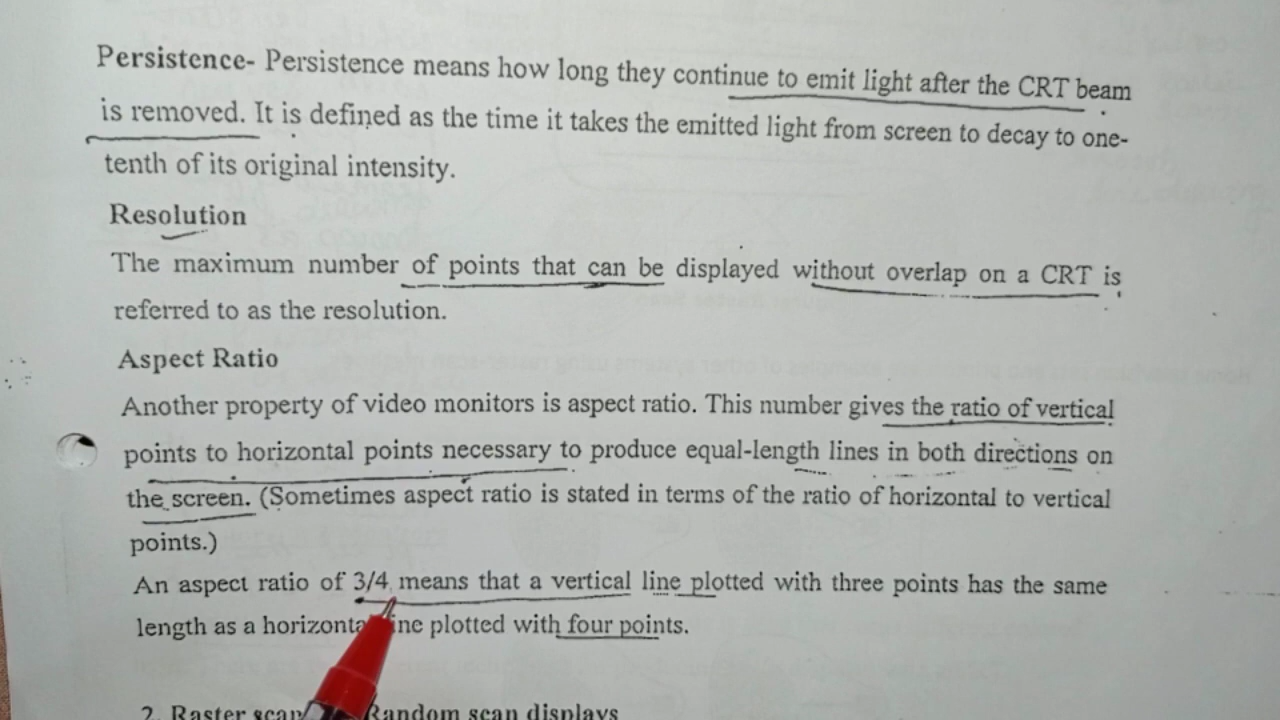 Persistence- Persistence means how long they continue to emit light after the CRT beam
is removed. It is defined as the time it takes the emitted light from screen to decay to one-
tenth of its original intensity.
Resolution
The maximum number of points that can be displayed without overlap on a CRT is
referred to as the resolution.
Aspect Ratio
Another property of video monitors is aspect ratio. This number gives the ratio of vertical
points to horizontal points necessary to produce equal-length lines in both directions on
the screen. (Sometimes aspect ratio is stated in terms of the ratio of horizontal to vertical
points.)
An aspect ratio of 3/4 means that a vertical line plotted with three points has the same
length as a horizontal line plotted with four points.
2. Raster scan Random scan displays